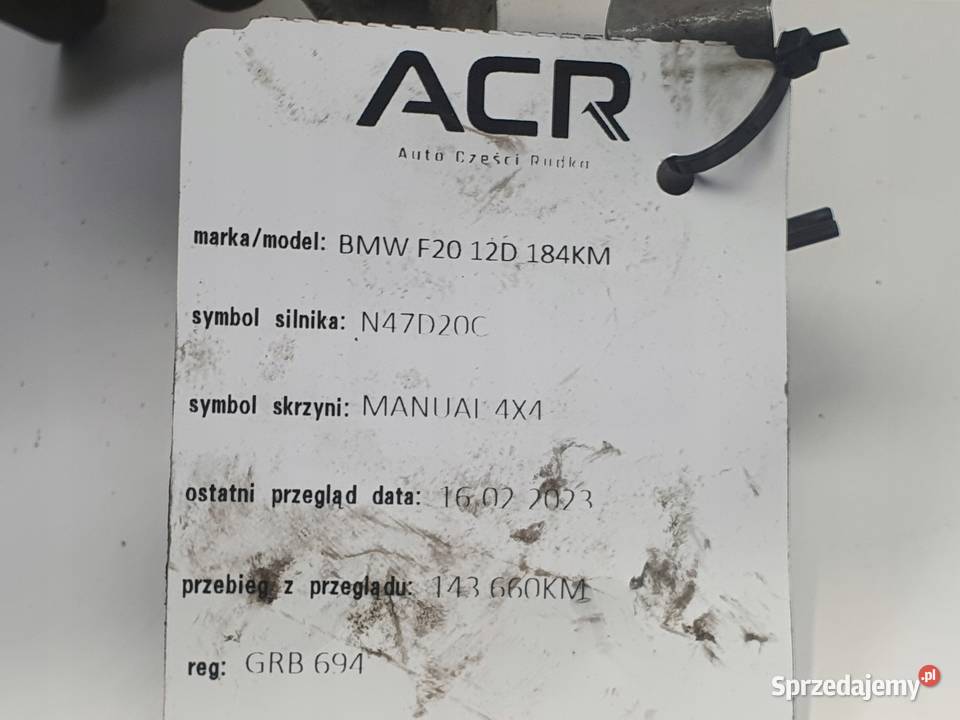 ACR
Auto Części Rudka
marka/model: BMW F20 12D 184KM
symbol silnika: N47D20C
symbol skrzyni: MANUAL 4X4
ostatni przegląd data: 16.02.2023
przebieg z przeglądu: 143 660KM
reg: GRB 694
Sprzedajemy.pl